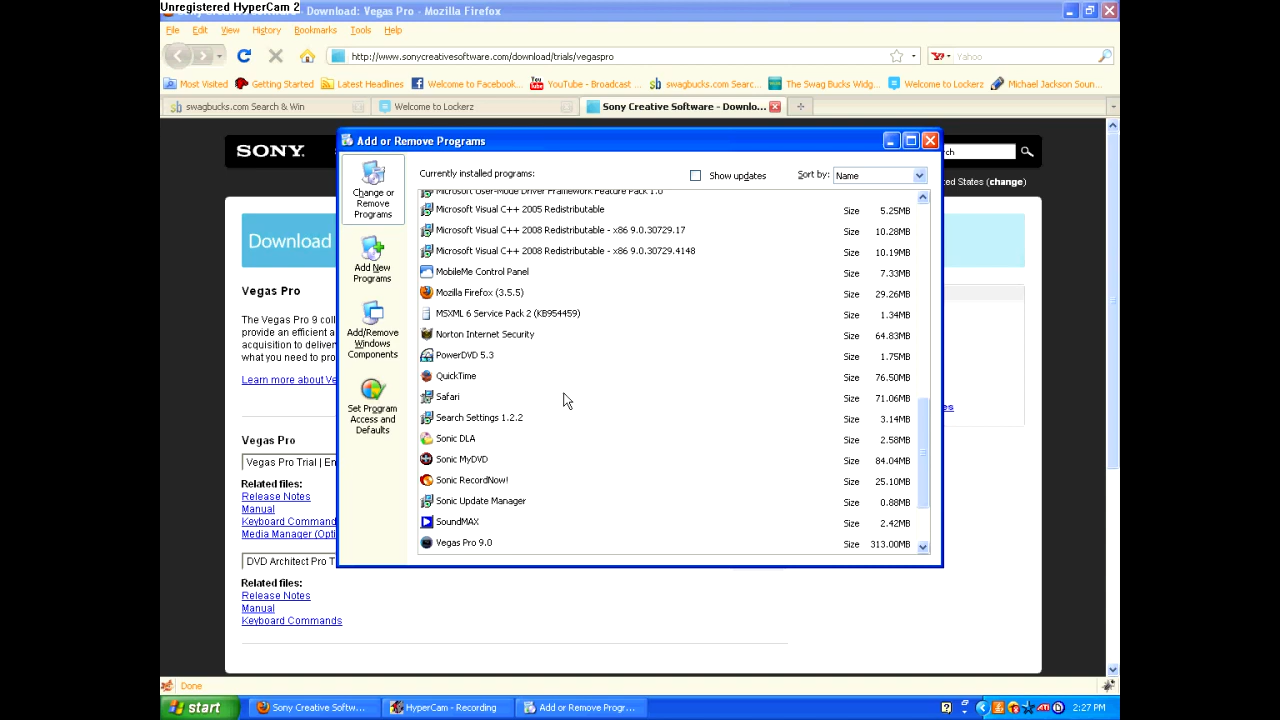 Unregistered HyperCam 2
Download: Vegas Pro - Mozilla Firefox
File Edit View History Bookmarks Tools Help
http://www.sonycreativesoftware.com/download/trials/vegaspro
Yahoo
Most Visited Getting Started Latest Headlines Welcome to Facebook... YouTube - Broadcast ... swagbucks.com Searc... The Swag Bucks Widg... Welcome to Lockerz Michael Jackson Soun...
swagbucks.com Search & Win Welcome to Lockerz Sony Creative Software - Downlo...
SONY.
rch
ited States (change)
Add or Remove Programs
Change or Remove Programs
Add New Programs
Add/Remove Windows Components
Set Program Access and Defaults
Currently installed programs: Show updates Sort by: Name
Microsoft User-Mode Driver Framework Feature Pack 1.0
Microsoft Visual C++ 2005 Redistributable Size 5.25MB
Microsoft Visual C++ 2008 Redistributable - x86 9.0.30729.17 Size 10.28MB
Microsoft Visual C++ 2008 Redistributable - x86 9.0.30729.4148 Size 10.19MB
MobileMe Control Panel Size 7.33MB
Mozilla Firefox (3.5.5) Size 29.26MB
MSXML 6 Service Pack 2 (KB954459) Size 1.34MB
Norton Internet Security Size 64.83MB
PowerDVD 5.3 Size 1.75MB
QuickTime Size 76.50MB
Safari Size 71.06MB
Search Settings 1.2.2 Size 3.14MB
Sonic DLA Size 2.58MB
Sonic MyDVD Size 84.04MB
Sonic RecordNow! Size 25.10MB
Sonic Update Manager Size 0.88MB
SoundMAX Size 2.42MB
Vegas Pro 9.0 Size 313.00MB
Download
Vegas Pro
The Vegas Pro 9 coll
provide an efficient a
acquisition to deliver
what you need to pro
Learn more about Ve
Vegas Pro
Vegas Pro Trial | En
Related files:
Release Notes
Manual
Keyboard Command
Media Manager (Opti
DVD Architect Pro T
Related files:
Release Notes
Manual
Keyboard Commands
es
Done
start Sony Creative Softw... HyperCam - Recording Add or Remove Progr... 2:27 PM